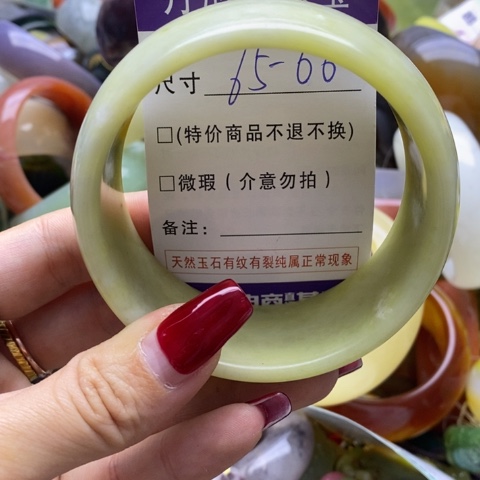 尺寸 65-66
□(特价商品不退不换)
□微瑕(介意勿拍)
备注:
天然玉石有纹有裂纯属正常现象